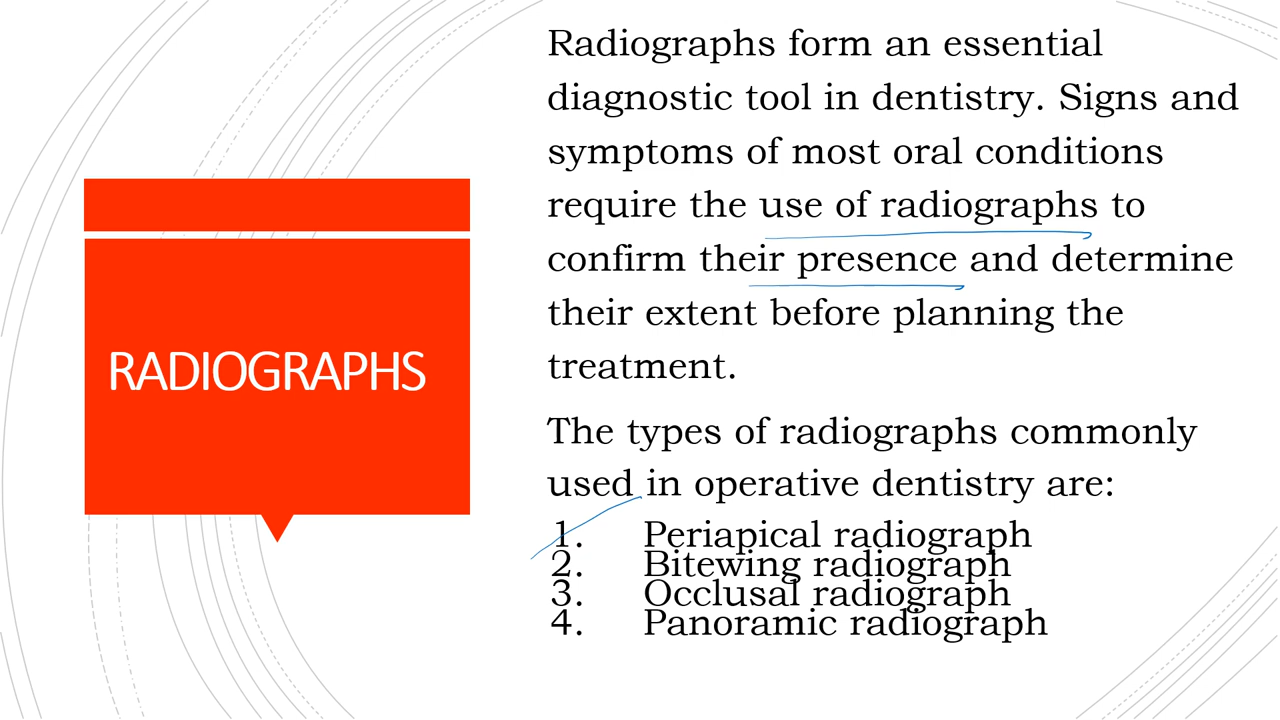 RADIOGRAPHS
Radiographs form an essential
diagnostic tool in dentistry. Signs and
symptoms of most oral conditions
require the use of radiographs to
confirm their presence and determine
their extent before planning the
treatment.
The types of radiographs commonly
used in operative dentistry are:
1. Periapical radiograph
2. Bitewing radiograph
3. Occlusal radiograph
4. Panoramic radiograph